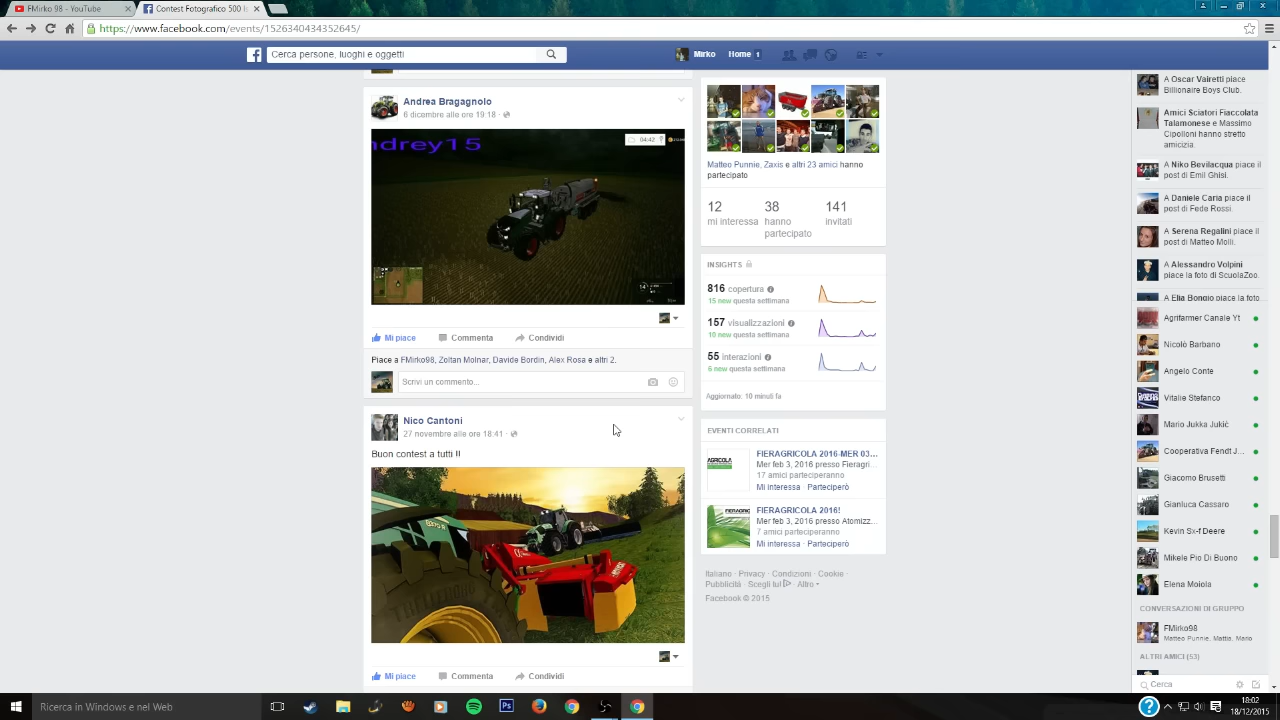 FMirko 98 - YouTube
Contest Fotografico 500 Is
https://www.facebook.com/events/1526340434352645/
Cerca persone, luoghi e oggetti
Mirko
Home 1
Andrea Bragagnolo
6 dicembre alle ore 19:18
ndrey15
04:42
Mi piace
Commenta
Condividi
Piace a FMirko98, Zoltan Molnar, Davide Bordin, Alex Rosa e altri 2.
Scrivi un commento...
Nico Cantoni
27 novembre alle ore 18:41
Buon contest a tutti !!
Mi piace
Commenta
Condividi
Matteo Punnie, Zaxis e altri 23 amici hanno
partecipato
12
mi interessa
38
hanno
partecipato
141
invitati
INSIGHTS
816 copertura
15 new questa settimana
157 visualizzazioni
10 new questa settimana
55 interazioni
6 new questa settimana
Aggiornato: 10 minuti fa
EVENTI CORRELATI
AGRICOLA
FIERAGRICOLA 2016-MER 03...
Mer feb 3, 2016 presso Fieragri...
17 amici parteciperanno
Mi interessa · Parteciperò
FIERAGRIC
FIERAGRICOLA 2016!
Mer feb 3, 2016 presso Atomizz...
7 amici parteciperanno
Mi interessa · Parteciperò
Italiano · Privacy · Condizioni · Cookie ·
Pubblicità · Scegli tu! · Altro
Facebook © 2015
A Oscar Vairetti piace
Billionaire Boys Club.
Amici Sciatori Fiaccolata
Talamonese e Massimo
Cipolloni hanno stretto
amicizia.
A Niko Bevilacqua piace il
post di Emil Ghisi.
A Daniele Caria piace il
post di Fede Rossi.
A Serena Regalini piace il
post di Matteo Molli.
A Alessandro Volpini
piace la foto di ScuolaZoo.
A Elia Boncio piace la foto...
Agrifarmer Canale Yt
Nicolò Barbano
Angelo Conte
Vitalie Stefanco
Mario Jukka Jukić
Cooperativa Fendt J...
Giacomo Brusetti
Gianluca Cassaro
Kevin Svrl Deere
Mikele Pio Di Buono
Elena Moiola
CONVERSAZIONI DI GRUPPO
FMirko98
Matteo Punnie, Mattia, Mario
ALTRI AMICI (53)
Cerca
Ricerca in Windows e nel Web
18:02
18/12/2015